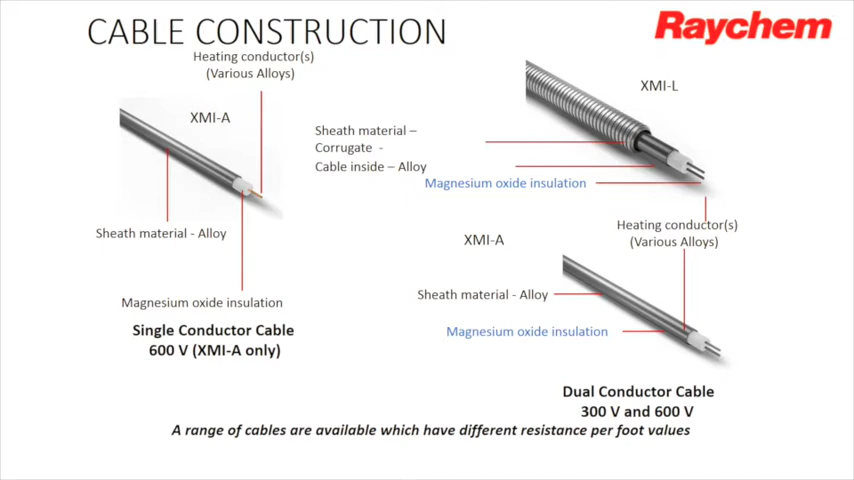 CABLE CONSTRUCTION
Raychem
Heating conductor(s)
(Various Alloys)
XMI-A
Sheath material - Alloy
Magnesium oxide insulation
Single Conductor Cable
600 V (XMI-A only)
XMI-L
Sheath material –
Corrugate -
Cable inside – Alloy
Magnesium oxide insulation
Heating conductor(s)
(Various Alloys)
XMI-A
Sheath material - Alloy
Magnesium oxide insulation
Dual Conductor Cable
300 V and 600 V
A range of cables are available which have different resistance per foot values